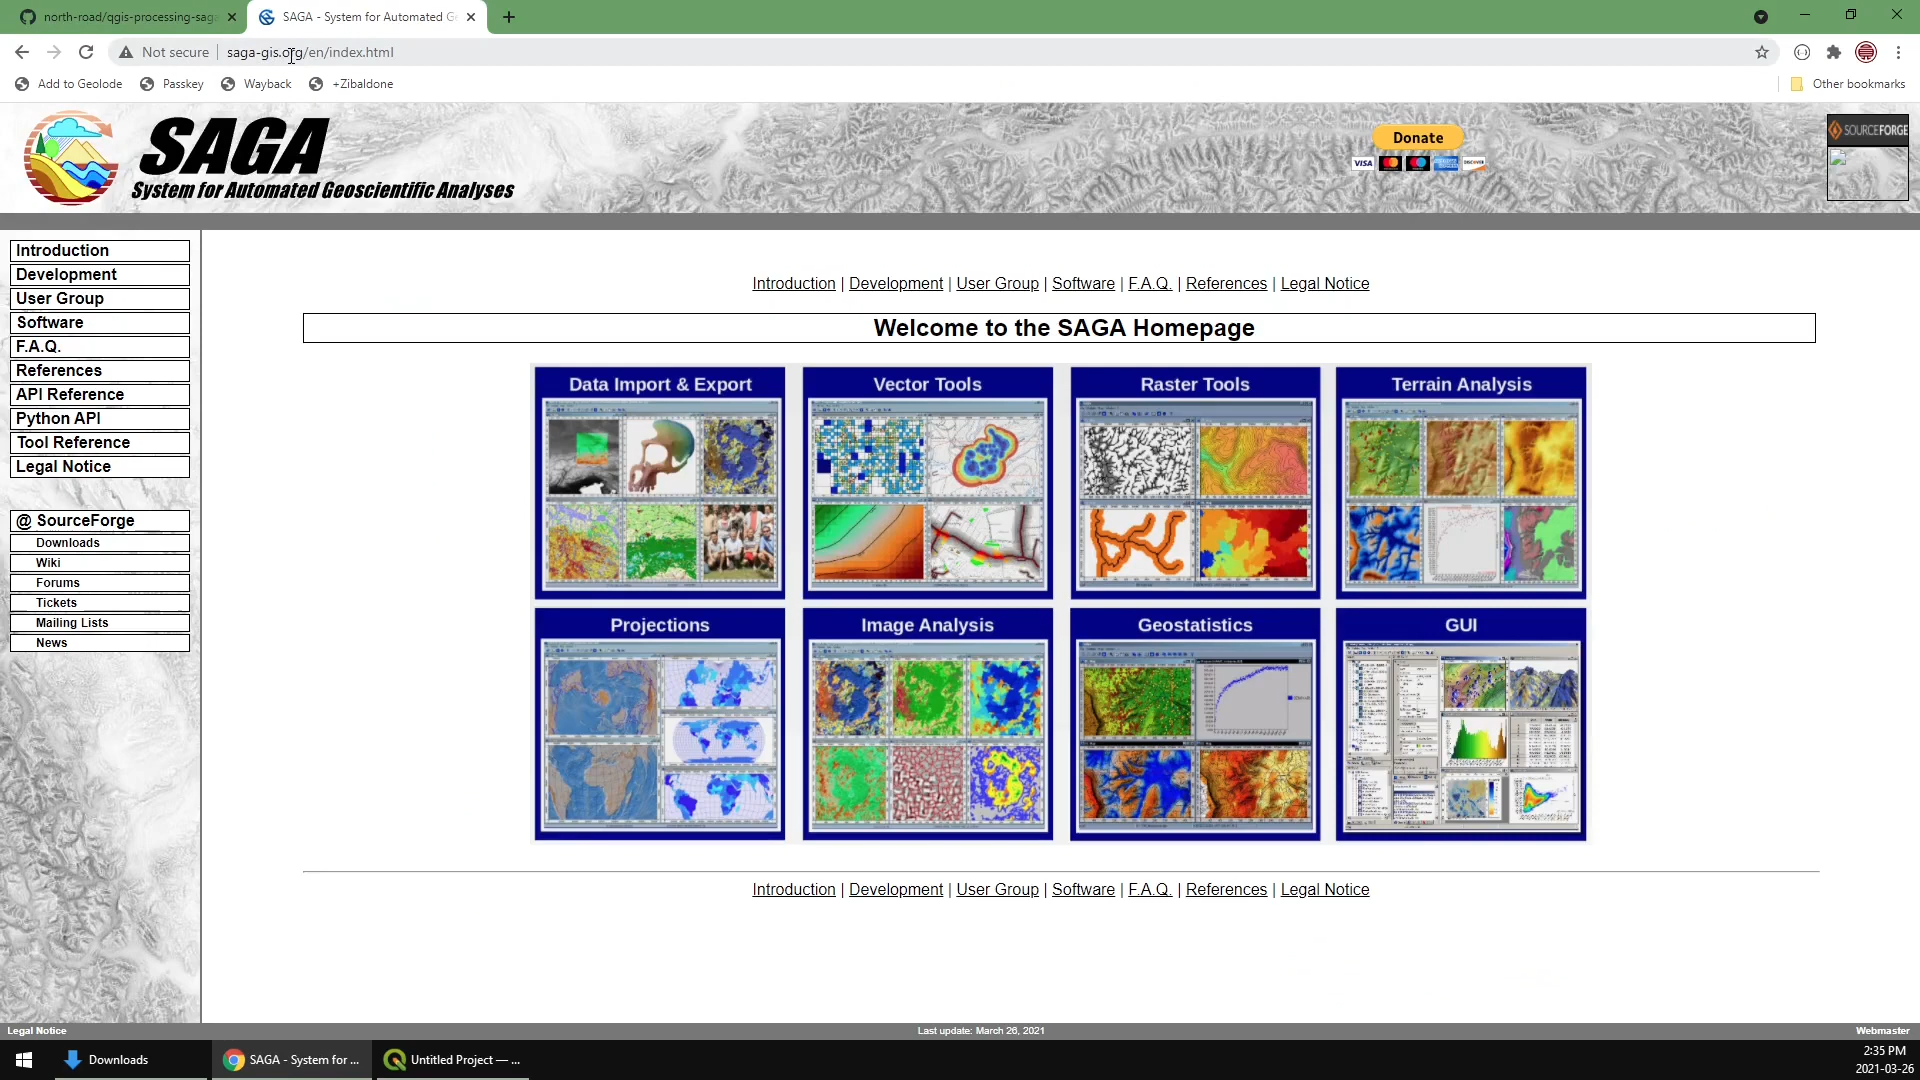 north-road/qgis-processing-saga
SAGA - System for Automated Ge
Not secure
saga-gis.org/en/index.html
Add to Geolode
Passkey
Wayback
+Zibaldone
Other bookmarks
SAGA
System for Automated Geoscientific Analyses
Donate
VISA
DISCOVER
SOURCEFORGE
Introduction
Development
User Group
Software
F.A.Q.
References
API Reference
Python API
Tool Reference
Legal Notice
@ SourceForge
Downloads
Wiki
Forums
Tickets
Mailing Lists
News
Introduction | Development | User Group | Software | F.A.Q. | References | Legal Notice
Welcome to the SAGA Homepage
Data Import & Export
Vector Tools
Raster Tools
Terrain Analysis
Projections
Image Analysis
Geostatistics
GUI
Introduction | Development | User Group | Software | F.A.Q. | References | Legal Notice
Legal Notice
Last update: March 26, 2021
Webmaster
Downloads
SAGA - System for ...
Untitled Project — ...
2:35 PM
2021-03-26